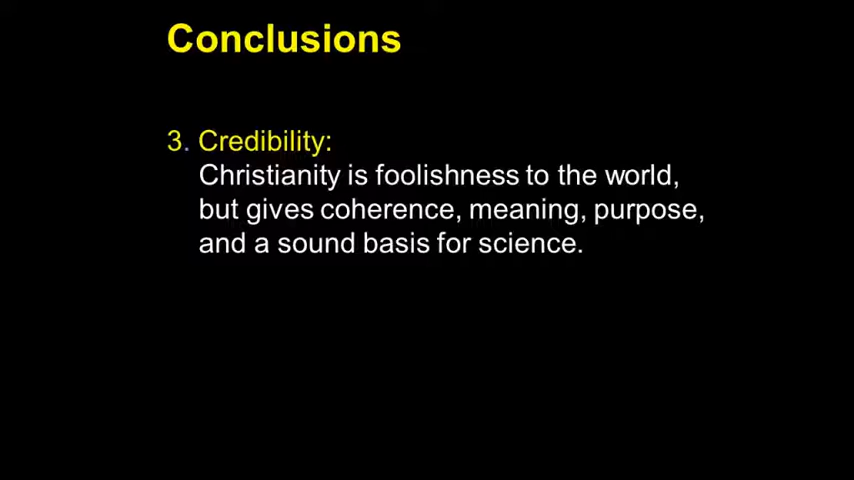 Conclusions
3. Credibility:
Christianity is foolishness to the world,
but gives coherence, meaning, purpose,
and a sound basis for science.